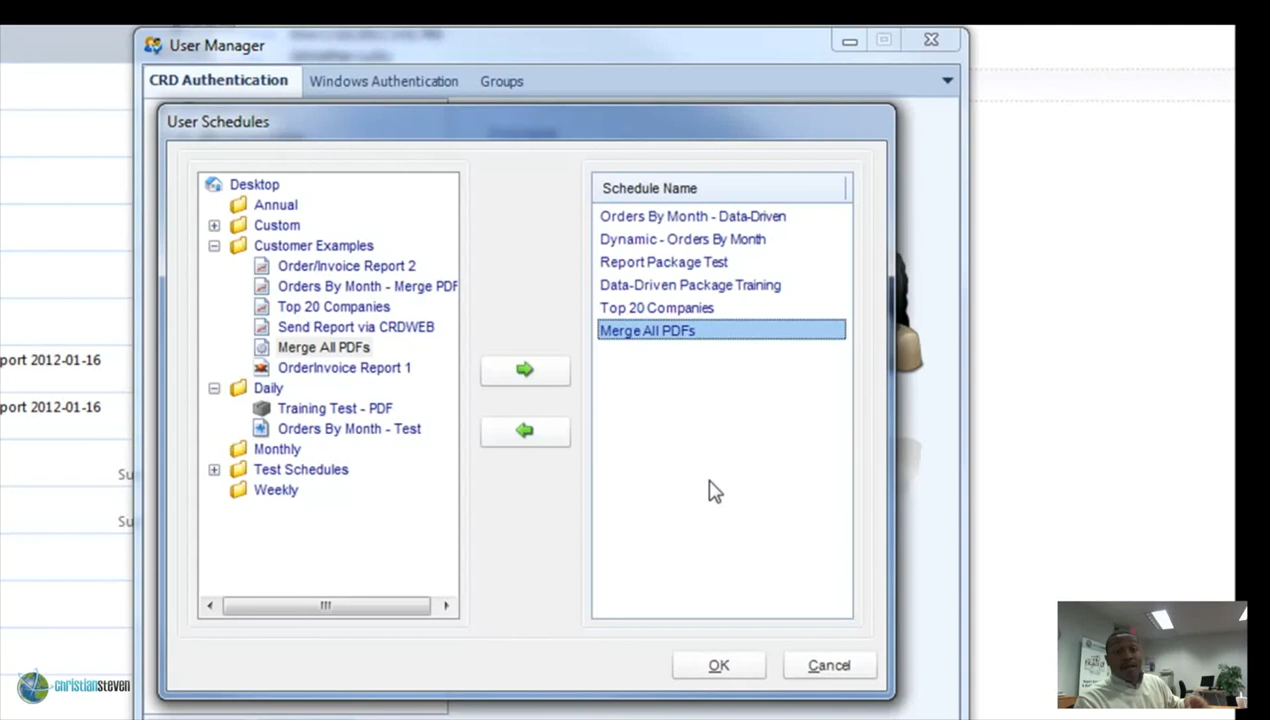 User Manager
CRD Authentication
Windows Authentication
Groups
User Schedules
Desktop
Annual
Custom
Customer Examples
Order/Invoice Report 2
Orders By Month - Merge PDF
Top 20 Companies
Send Report via CRDWEB
Merge All PDFs
OrderInvoice Report 1
Daily
Training Test - PDF
Orders By Month - Test
Monthly
Test Schedules
Weekly
Schedule Name
Orders By Month - Data-Driven
Dynamic - Orders By Month
Report Package Test
Data-Driven Package Training
Top 20 Companies
Merge All PDFs
OK
Cancel
port 2012-01-16
port 2012-01-16
Su
Su
christiansteven